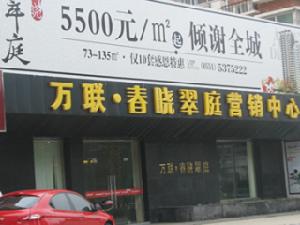 年庭
5500元/m²起 倾谢全城
73-135㎡·仅10套感恩特惠 5375222
万联·春晓翠庭营销中心
万联·春晓翠庭